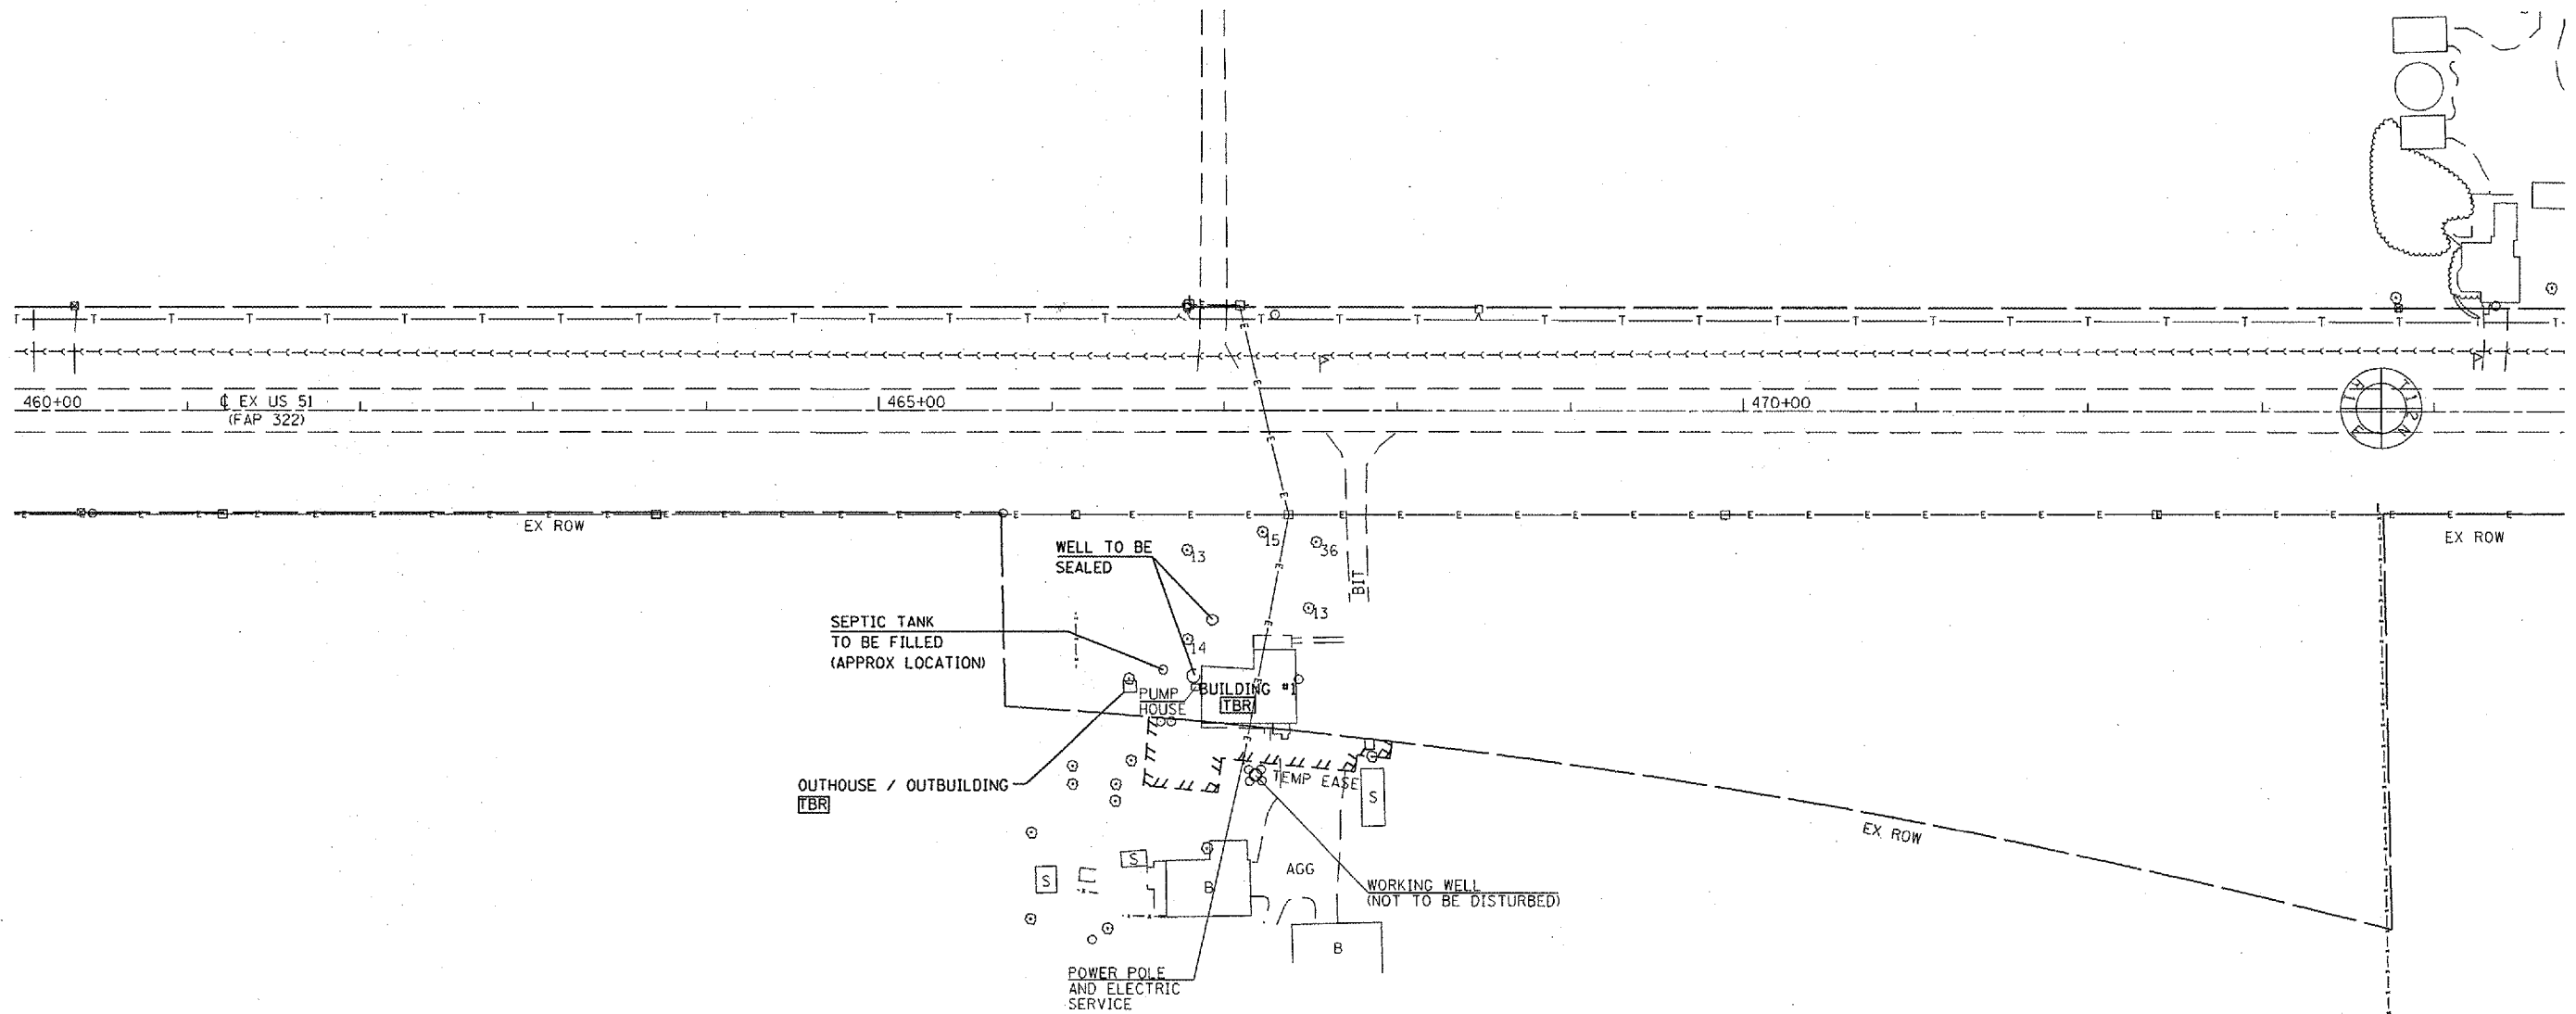 460+00
℄ EX US 51
(FAP 322)
465+00
470+00
EX ROW
EX ROW
WELL TO BE
SEALED
13
15
36
13
14
BIT
SEPTIC TANK
TO BE FILLED
(APPROX LOCATION)
PUMP
HOUSE
BUILDING #1
TBR
OUTHOUSE / OUTBUILDING
TBR
TEMP EASE
S
EX ROW
S
S
B
AGG
WORKING WELL
(NOT TO BE DISTURBED)
B
POWER POLE
AND ELECTRIC
SERVICE